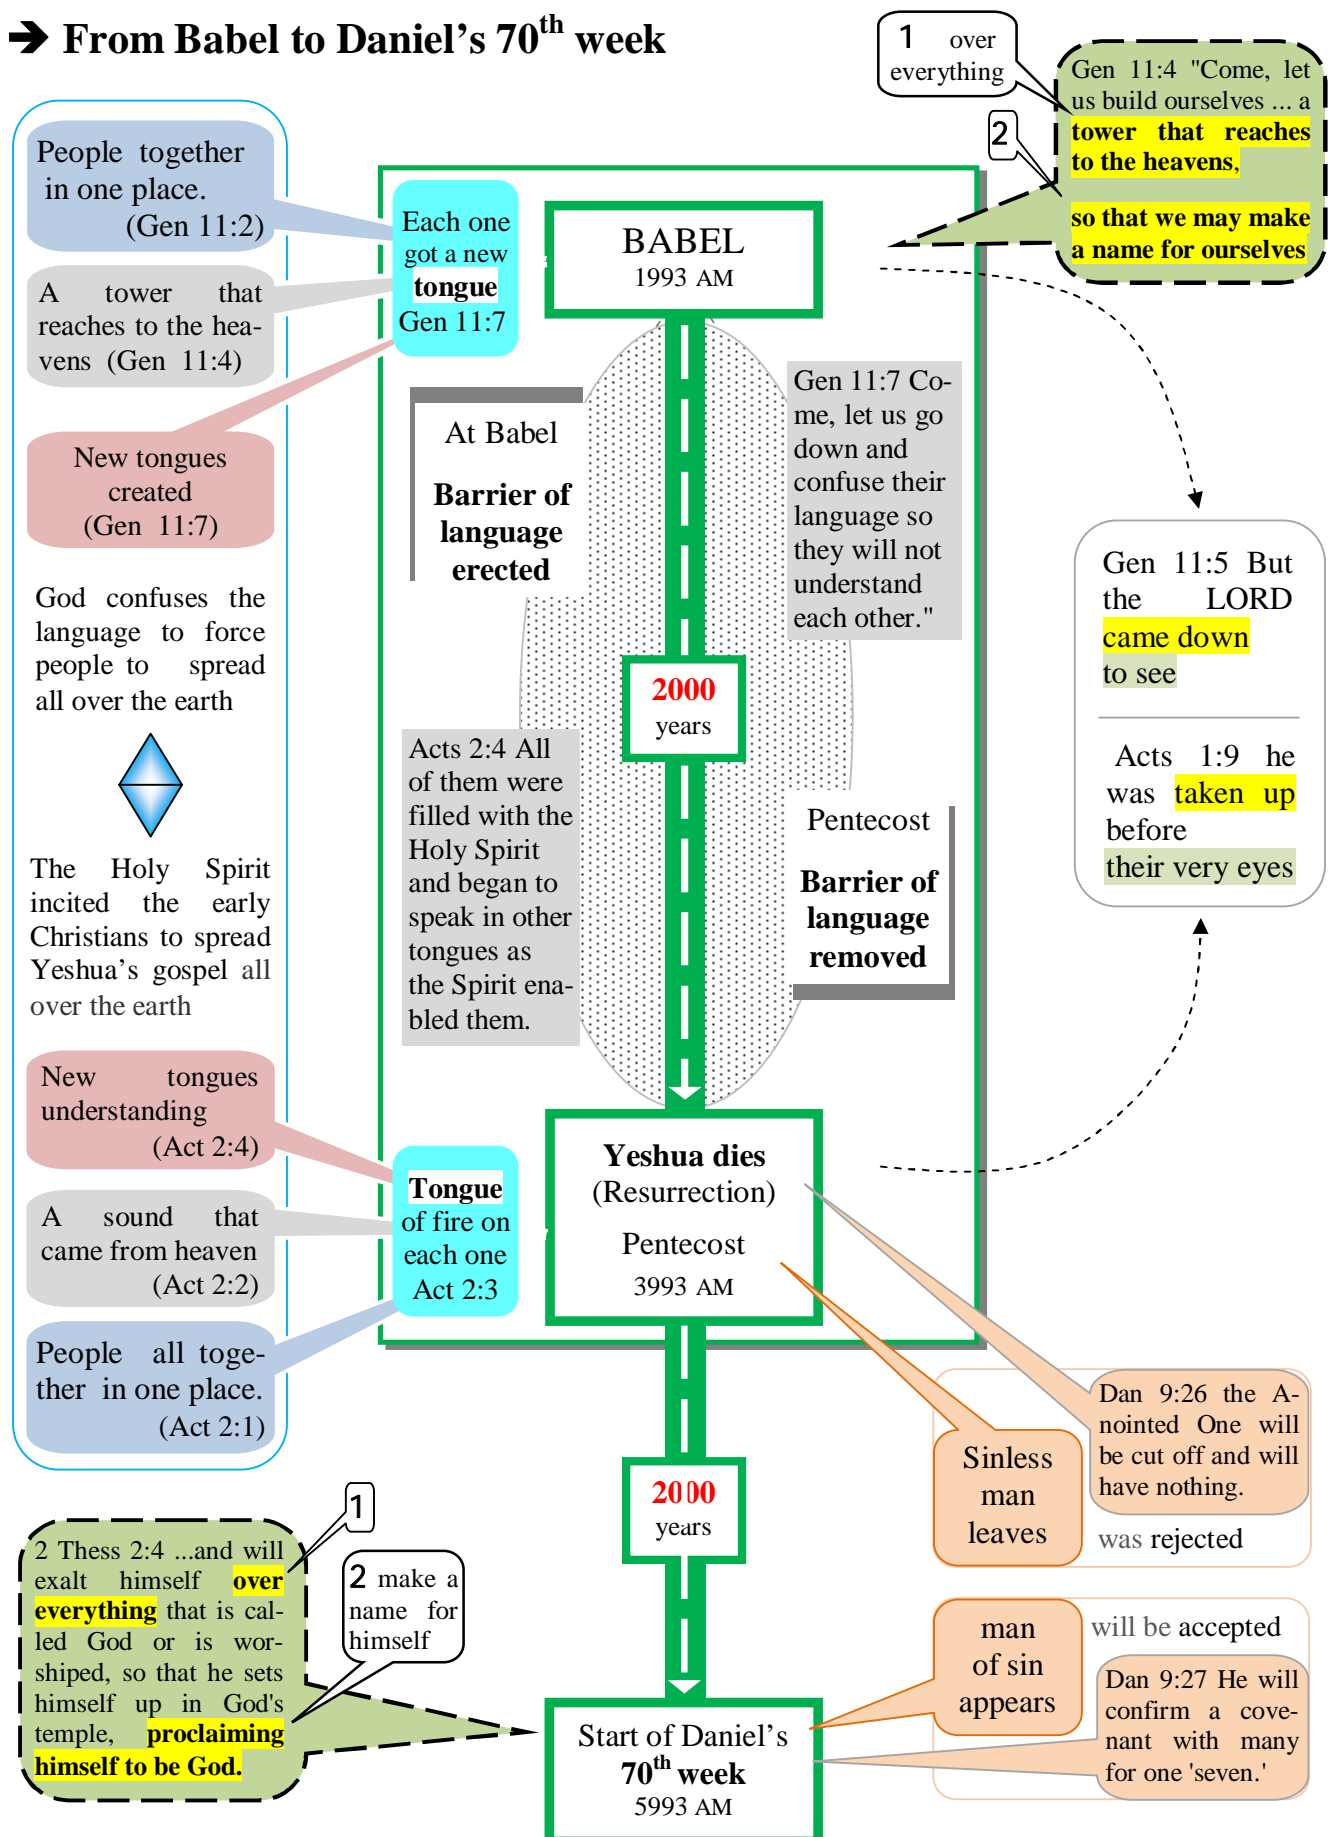 ➔ From Babel to Daniel's 70th week
1 over
everything
Gen 11:4 "Come, let
us build ourselves ... a
tower that reaches
to the heavens,
2
so that we may make
a name for ourselves
People together
in one place.
(Gen 11:2)
A tower that
reaches to the hea-
vens (Gen 11:4)
New tongues
created
(Gen 11:7)
Each one
got a new
tongue
Gen 11:7
BABEL
1993 AM
At Babel
Barrier of
language
erected
Gen 11:7 Co-
me, let us go
down and
confuse their
language so
they will not
understand
each other."
God confuses the
language to force
people to spread
all over the earth
The Holy Spirit
incited the early
Christians to spread
Yeshua's gospel all
over the earth
2000
years
Gen 11:5 But
the LORD
came down
to see
Acts 1:9 he
was taken up
before
their very eyes
Acts 2:4 All
of them were
filled with the
Holy Spirit
and began to
speak in other
tongues as
the Spirit ena-
bled them.
Pentecost
Barrier of
language
removed
New tongues
understanding
(Act 2:4)
A sound that
came from heaven
(Act 2:2)
People all toge-
ther in one place.
(Act 2:1)
Tongue
of fire on
each one
Act 2:3
Yeshua dies
(Resurrection)
Pentecost
3993 AM
Sinless
man
leaves
Dan 9:26 the A-
nointed One will
be cut off and will
have nothing.
was rejected
2000
years
1
2 Thess 2:4 ...and will
exalt himself over
everything that is cal-
led God or is wor-
shiped, so that he sets
himself up in God's
temple, proclaiming
himself to be God.
2 make a
name for
himself
man
of sin
appears
will be accepted
Dan 9:27 He will
confirm a cove-
nant with many
for one 'seven.'
Start of Daniel's
70th week
5993 AM